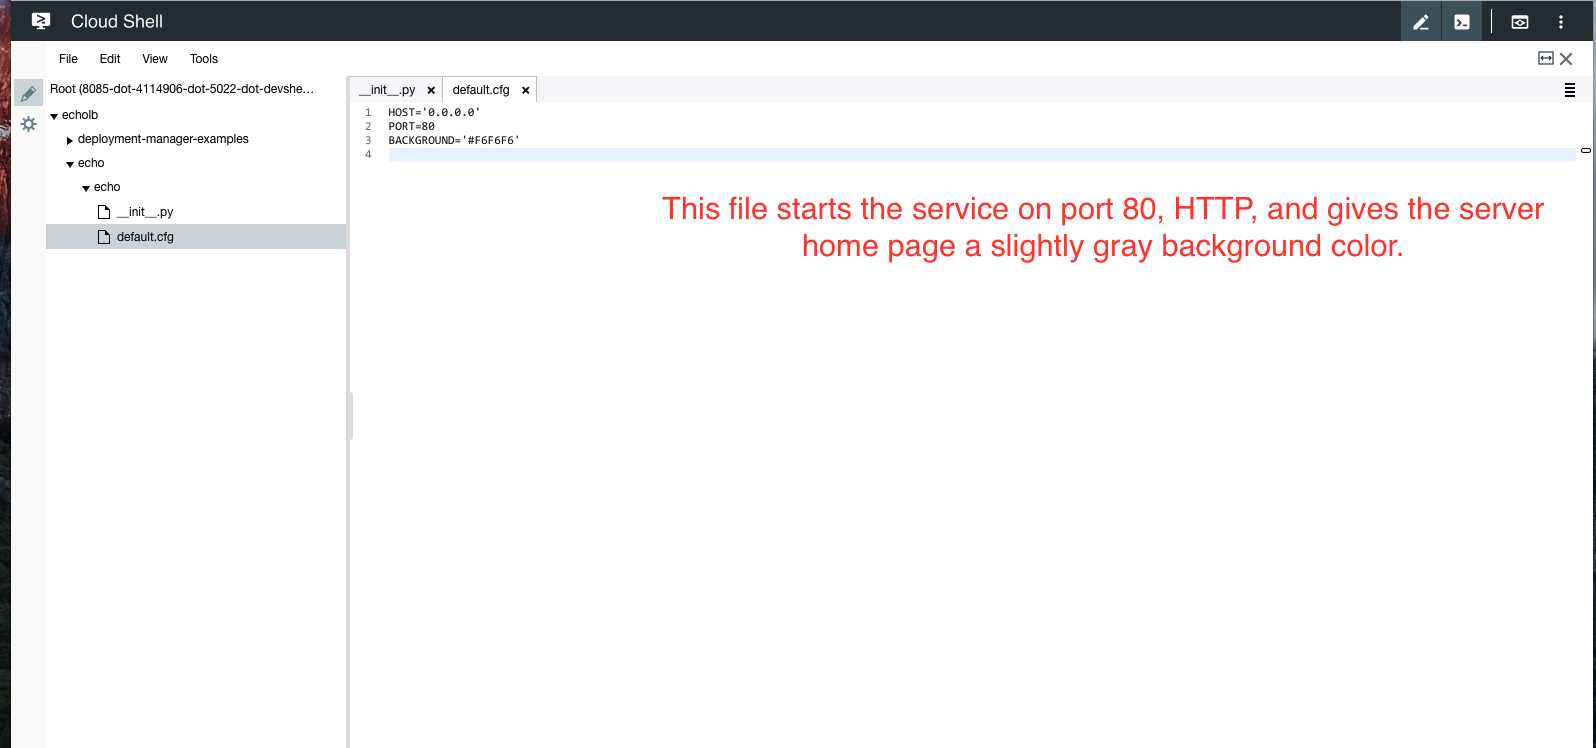 Cloud Shell
File Edit View Tools
Root (8085-dot-4114906-dot-5022-dot-devshe...
echolb
deployment-manager-examples
echo
echo
__init__.py
default.cfg
__init__.py default.cfg
1 HOST='0.0.0.0'
2 PORT=80
3 BACKGROUND='#F6F6F6'
4
This file starts the service on port 80, HTTP, and gives the server
home page a slightly gray background color.